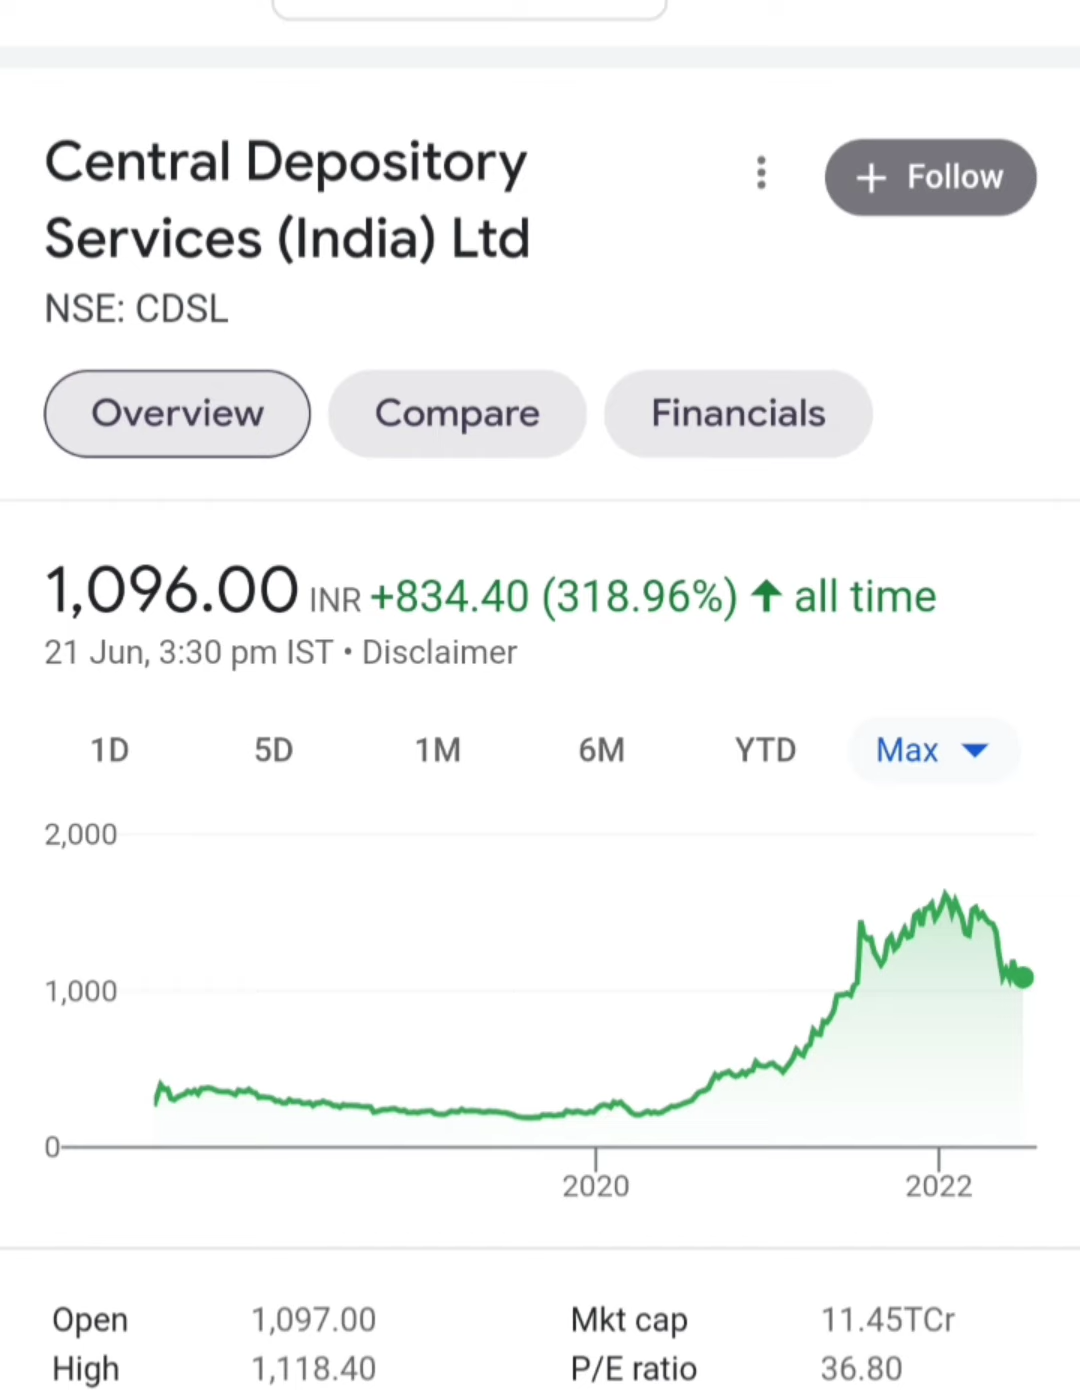 Central Depository
Services (India) Ltd
+ Follow
NSE: CDSL
Overview Compare Financials
1,096.00 INR +834.40 (318.96%) ↑ all time
21 Jun, 3:30 pm IST • Disclaimer
1D 5D 1M 6M YTD Max
2,000
1,000
0
2020 2022
Open 1,097.00 Mkt cap 11.45TCr
High 1,118.40 P/E ratio 36.80